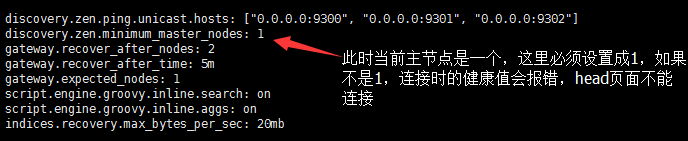 discovery.zen.ping.unicast.hosts: ["0.0.0.0:9300", "0.0.0.0:9301", "0.0.0.0:9302"]
discovery.zen.minimum_master_nodes: 1
gateway.recover_after_nodes: 2
gateway.recover_after_time: 5m
gateway.expected_nodes: 1
script.engine.groovy.inline.search: on
script.engine.groovy.inline.aggs: on
indices.recovery.max_bytes_per_sec: 20mb
此时当前主节点是一个，这里必须设置成1，如果
不是1，连接时的健康值会报错，head页面不能
连接